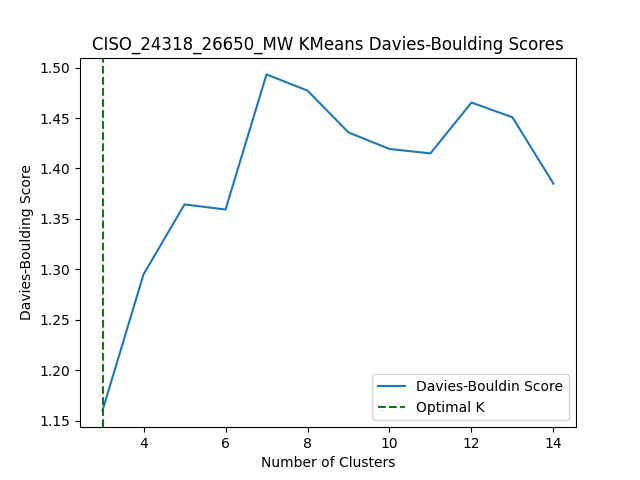 CISO_24318_26650_MW KMeans Davies-Boulding Scores
1.50
1.45
1.40
1.35
1.30
1.25
1.20
1.15
Davies-Boulding Score
4 6 8 10 12 14
Number of Clusters
Davies-Bouldin Score
Optimal K